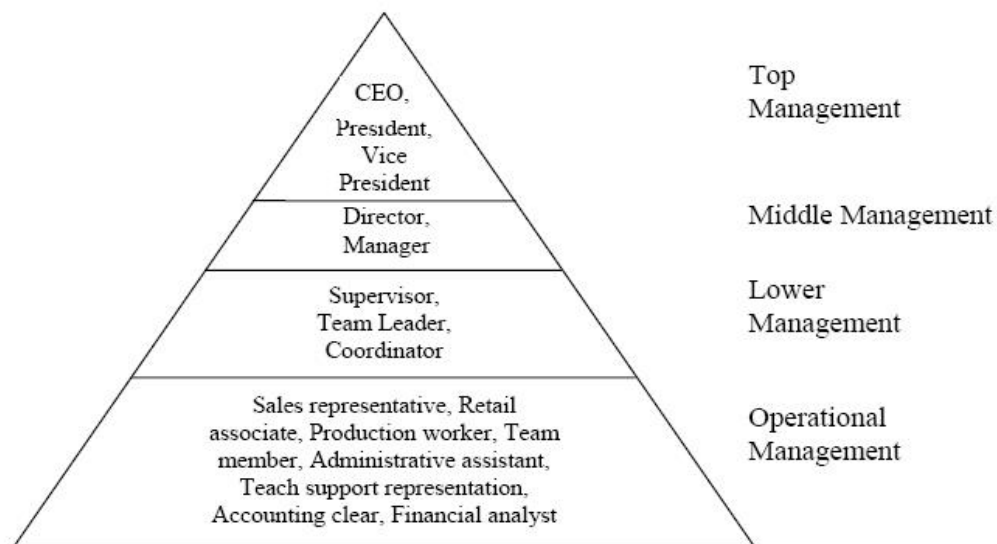 CEO,
President,
Vice
President
Top
Management
Director,
Manager
Middle Management
Supervisor,
Team Leader,
Coordinator
Lower
Management
Sales representative, Retail
associate, Production worker, Team
member, Administrative assistant,
Teach support representation,
Accounting clear, Financial analyst
Operational
Management